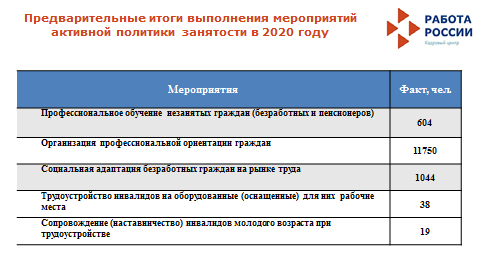 Предварительные итоги выполнения мероприятий
активной политики занятости в 2020 году
РАБОТА
РОССИИ
Кадровый центр
Мероприятия
Факт, чел.
Профессиональное обучение незанятых граждан (безработных и пенсионеров)
604
Организация профессиональной ориентации граждан
11750
Социальная адаптация безработных граждан на рынке труда
1044
Трудоустройство инвалидов на оборудованные (оснащенные) для них рабочие
места
38
Сопровождение (наставничество) инвалидов молодого возраста при
трудоустройстве
19